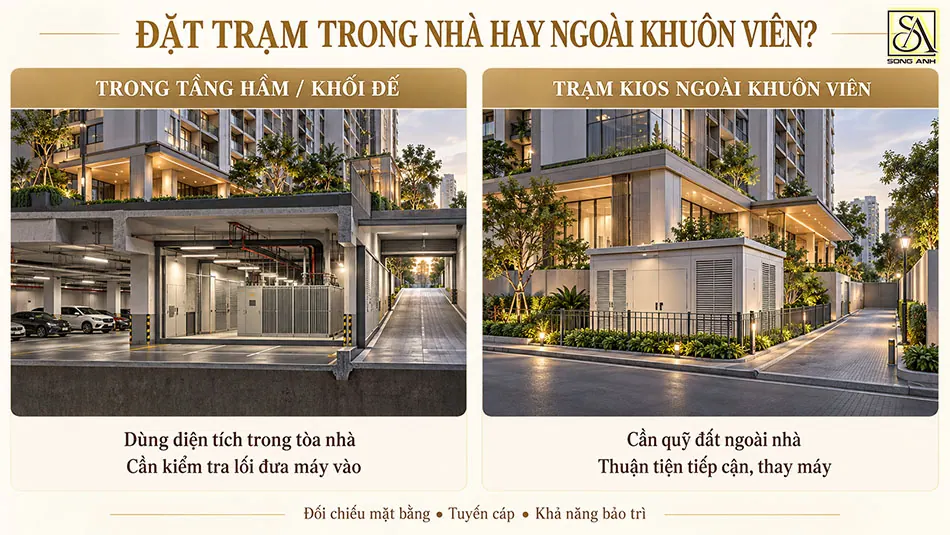 ĐẶT TRẠM TRONG NHÀ HAY NGOÀI KHUÔN VIÊN?
SA
SONG ANH
TRONG TẦNG HẦM / KHỐI ĐẾ
TRẠM KIOS NGOÀI KHUÔN VIÊN
Dùng diện tích trong tòa nhà
Cần kiểm tra lối đưa máy vào
Cần quỹ đất ngoài nhà
Thuận tiện tiếp cận, thay máy
Đối chiếu mặt bằng • Tuyến cáp • Khả năng bảo trì